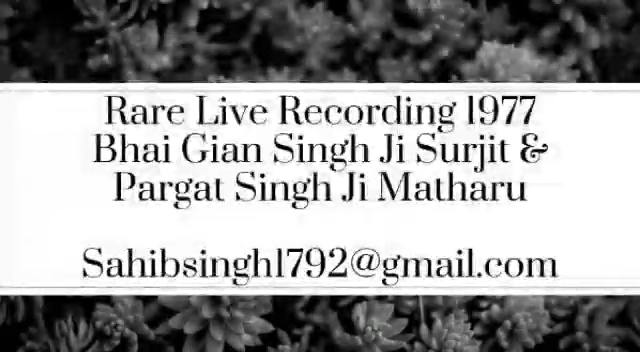 Rare Live Recording 1977
Bhai Gian Singh Ji Surjit &
Pargat Singh Ji Matharu
Sahibsingh1792@gmail.com